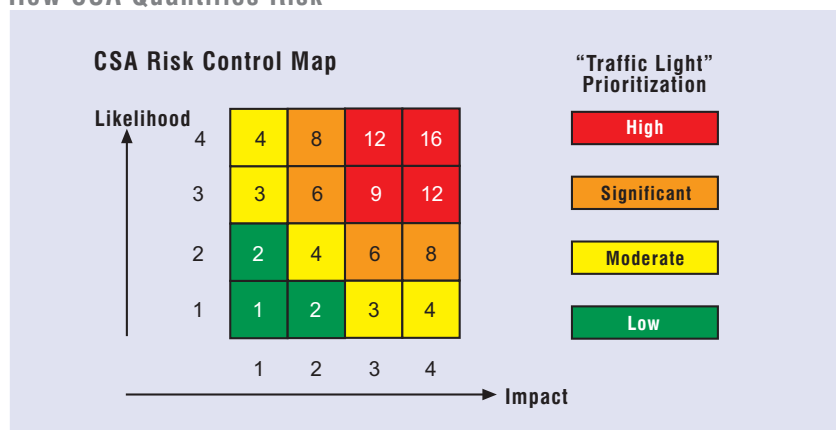 CSA Risk Control Map
“Traffic Light”
Prioritization
Likelihood
4 4 8 12 16
3 3 6 9 12
2 2 4 6 8
1 1 2 3 4
1 2 3 4
Impact
High
Significant
Moderate
Low